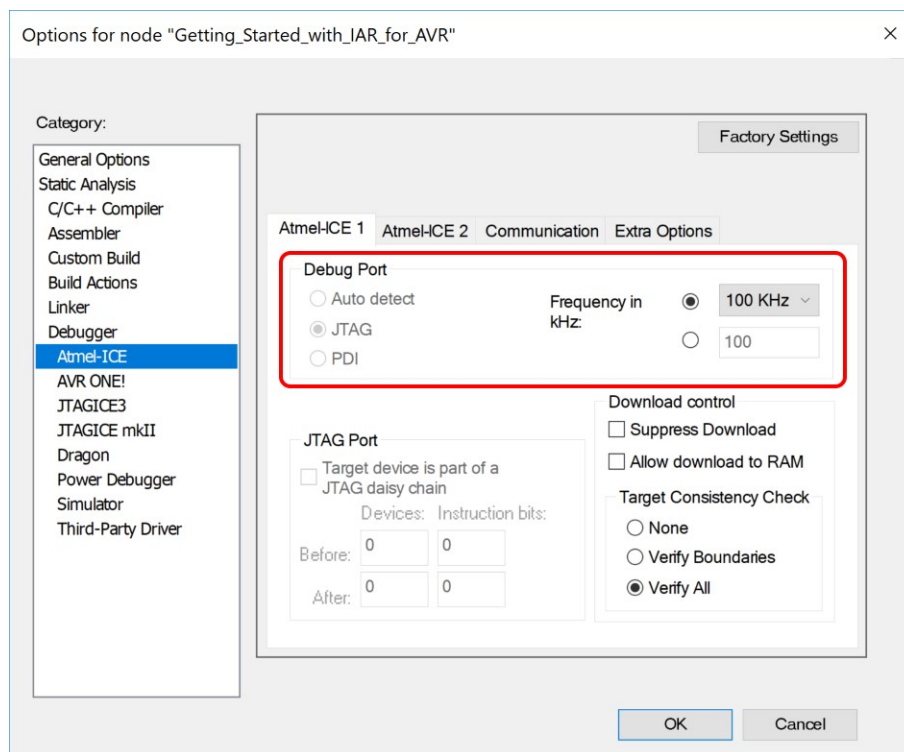 Options for node "Getting_Started_with_IAR_for_AVR"
Category:
General Options
Static Analysis
C/C++ Compiler
Assembler
Custom Build
Build Actions
Linker
Debugger
Atmel-ICE
AVR ONE!
JTAGICE3
JTAGICE mkII
Dragon
Power Debugger
Simulator
Third-Party Driver
Factory Settings
Atmel-ICE 1 Atmel-ICE 2 Communication Extra Options
Debug Port
Auto detect
JTAG
PDI
Frequency in
kHz:
100 KHz
100
JTAG Port
Target device is part of a
JTAG daisy chain
Devices: Instruction bits:
Before: 0 0
After: 0 0
Download control
Suppress Download
Allow download to RAM
Target Consistency Check
None
Verify Boundaries
Verify All
OK Cancel